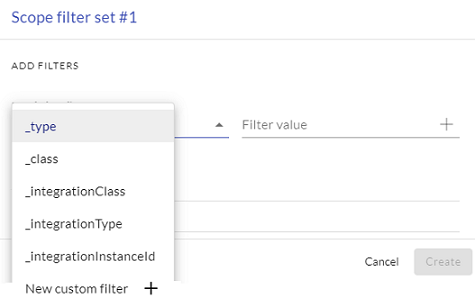 Scope filter set #1
ADD FILTERS
_type
Filter value
_class
_integrationClass
_integrationType
_integrationInstanceId
New custom filter
Cancel
Create